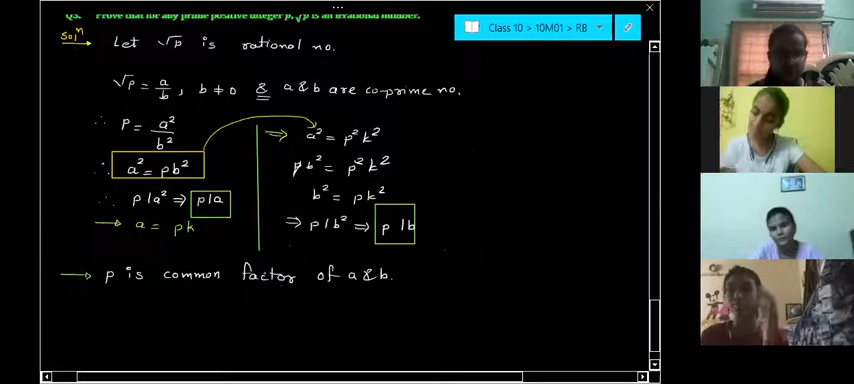 Q3. Prove that for any prime positive integer p, √p is an irrational number.
Class 10 > 10M01 > RB
Solⁿ → Let √p is rational no.
√p = a/b, b ≠ 0 & a & b are co-prime no.
∴ P = a²/b²
∴ a² = pb²
∴ p | a² ⇒ p | a
→ a = pk
⇒ a² = p²k²
pb² = p²k²
b² = pk²
⇒ p | b² ⇒ p | b
→ p is common factor of a & b.